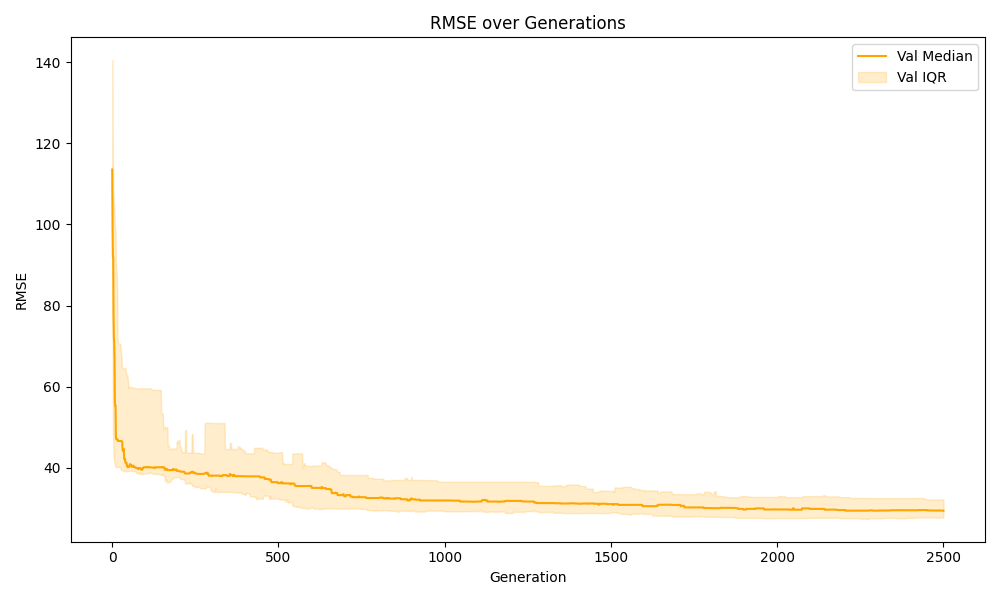 RMSE over Generations
Val Median
Val IQR
140
120
100
80
60
40
RMSE
0 500 1000 1500 2000 2500
Generation